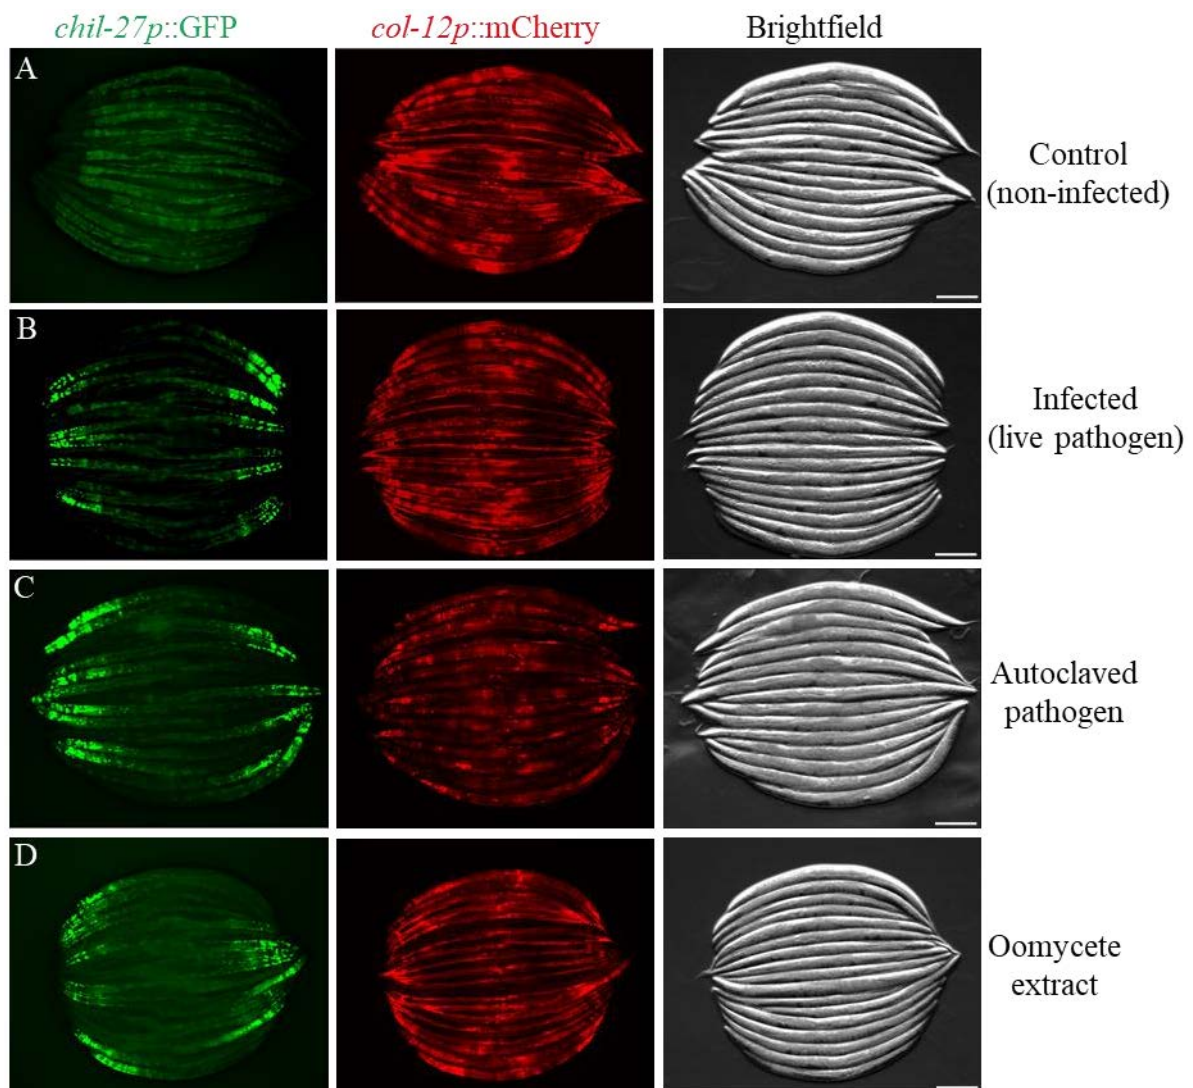 chil-27p::GFP col-12p::mCherry Brightfield
A
Control
(non-infected)
B
Infected
(live pathogen)
C
Autoclaved
pathogen
D
Oomycete
extract